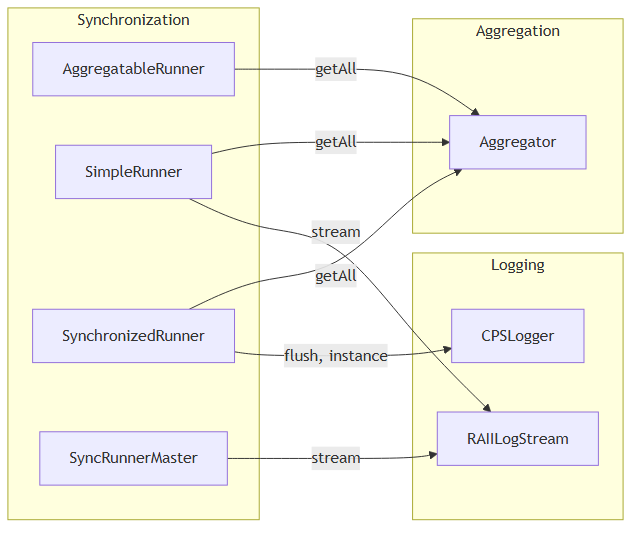 Synchronization
AggregatableRunner
SimpleRunner
SynchronizedRunner
SyncRunnerMaster
getAll
getAll
stream
getAll
flush, instance
stream
Aggregation
Aggregator
Logging
CPSLogger
RAIILogStream